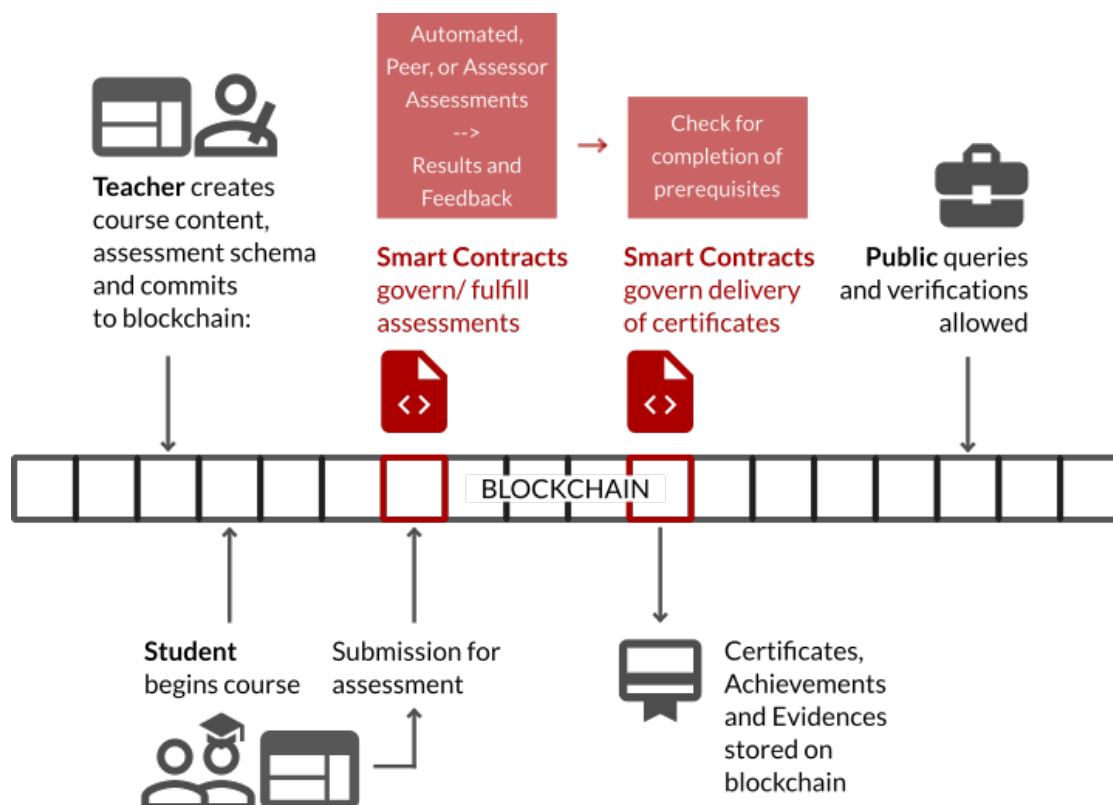 Automated,
Peer, or Assessor
Assessments
-->
Results and
Feedback
Check for
completion of
prerequisites
Teacher creates
course content,
assessment schema
and commits
to blockchain:
Smart Contracts
govern/ fulfill
assessments
Smart Contracts
govern delivery
of certificates
Public queries
and verifications
allowed
BLOCKCHAIN
Student
begins course
Submission for
assessment
Certificates,
Achievements
and Evidences
stored on
blockchain